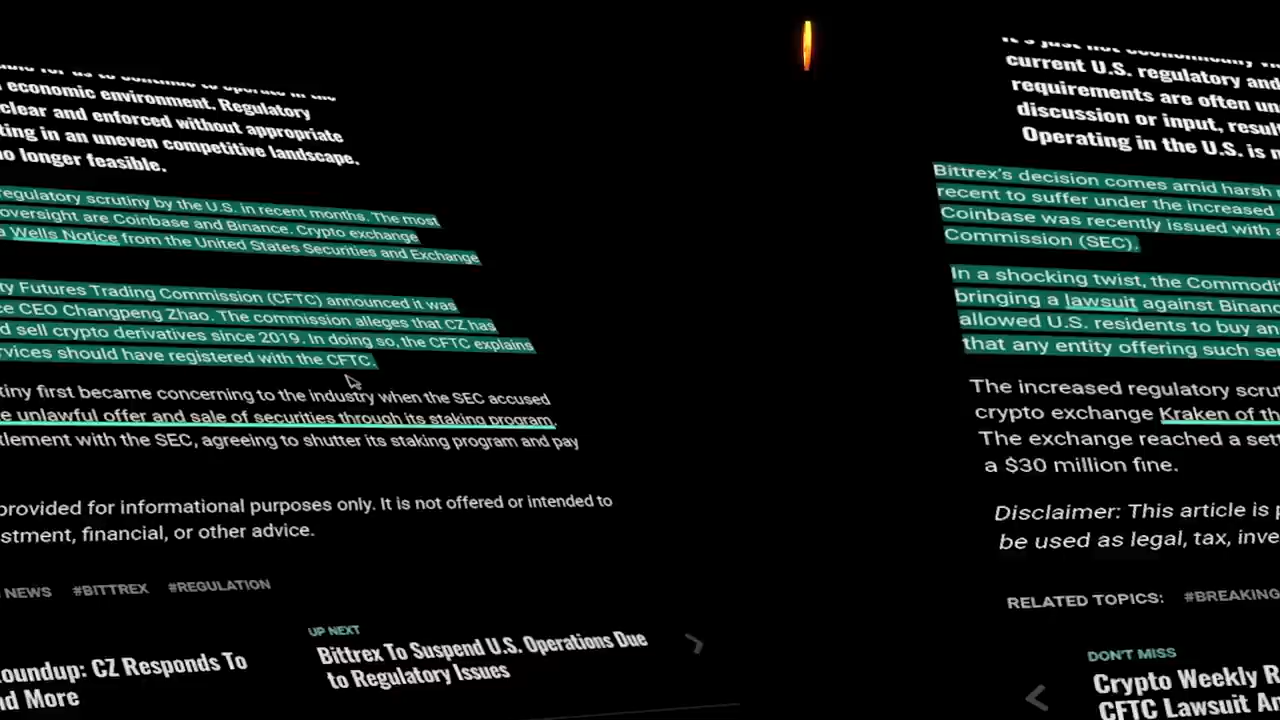 economic environment. Regulatory
clear and enforced without appropriate
ting in an uneven competitive landscape.
no longer feasible.
regulatory scrutiny by the U.S. in recent months. The most
oversight are Coinbase and Binance. Crypto exchange
a Wells Notice from the United States Securities and Exchange
ty Futures Trading Commission (CFTC) announced it was
ce CEO Changpeng Zhao. The commission alleges that CZ has
d sell crypto derivatives since 2019. In doing so, the CFTC explains
rvices should have registered with the CFTC.
tiny first became concerning to the industry when the SEC accused
e unlawful offer and sale of securities through its staking program.
tlement with the SEC, agreeing to shutter its staking program and pay
provided for informational purposes only. It is not offered or intended to
stment, financial, or other advice.
NEWS #BITTREX #REGULATION
oundup: CZ Responds To
nd More
UP NEXT
Bittrex To Suspend U.S. Operations Due
to Regulatory Issues
current U.S. regulatory and
requirements are often un
discussion or input, resul
Operating in the U.S. is n
Bittrex's decision comes amid harsh
recent to suffer under the increased
Coinbase was recently issued with a
Commission (SEC).
In a shocking twist, the Commodi
bringing a lawsuit against Binanc
allowed U.S. residents to buy an
that any entity offering such ser
The increased regulatory scrut
crypto exchange Kraken of th
The exchange reached a sett
a $30 million fine.
Disclaimer: This article is p
be used as legal, tax, inve
RELATED TOPICS: #BREAKING
DON'T MISS
Crypto Weekly R
CFTC Lawsuit An